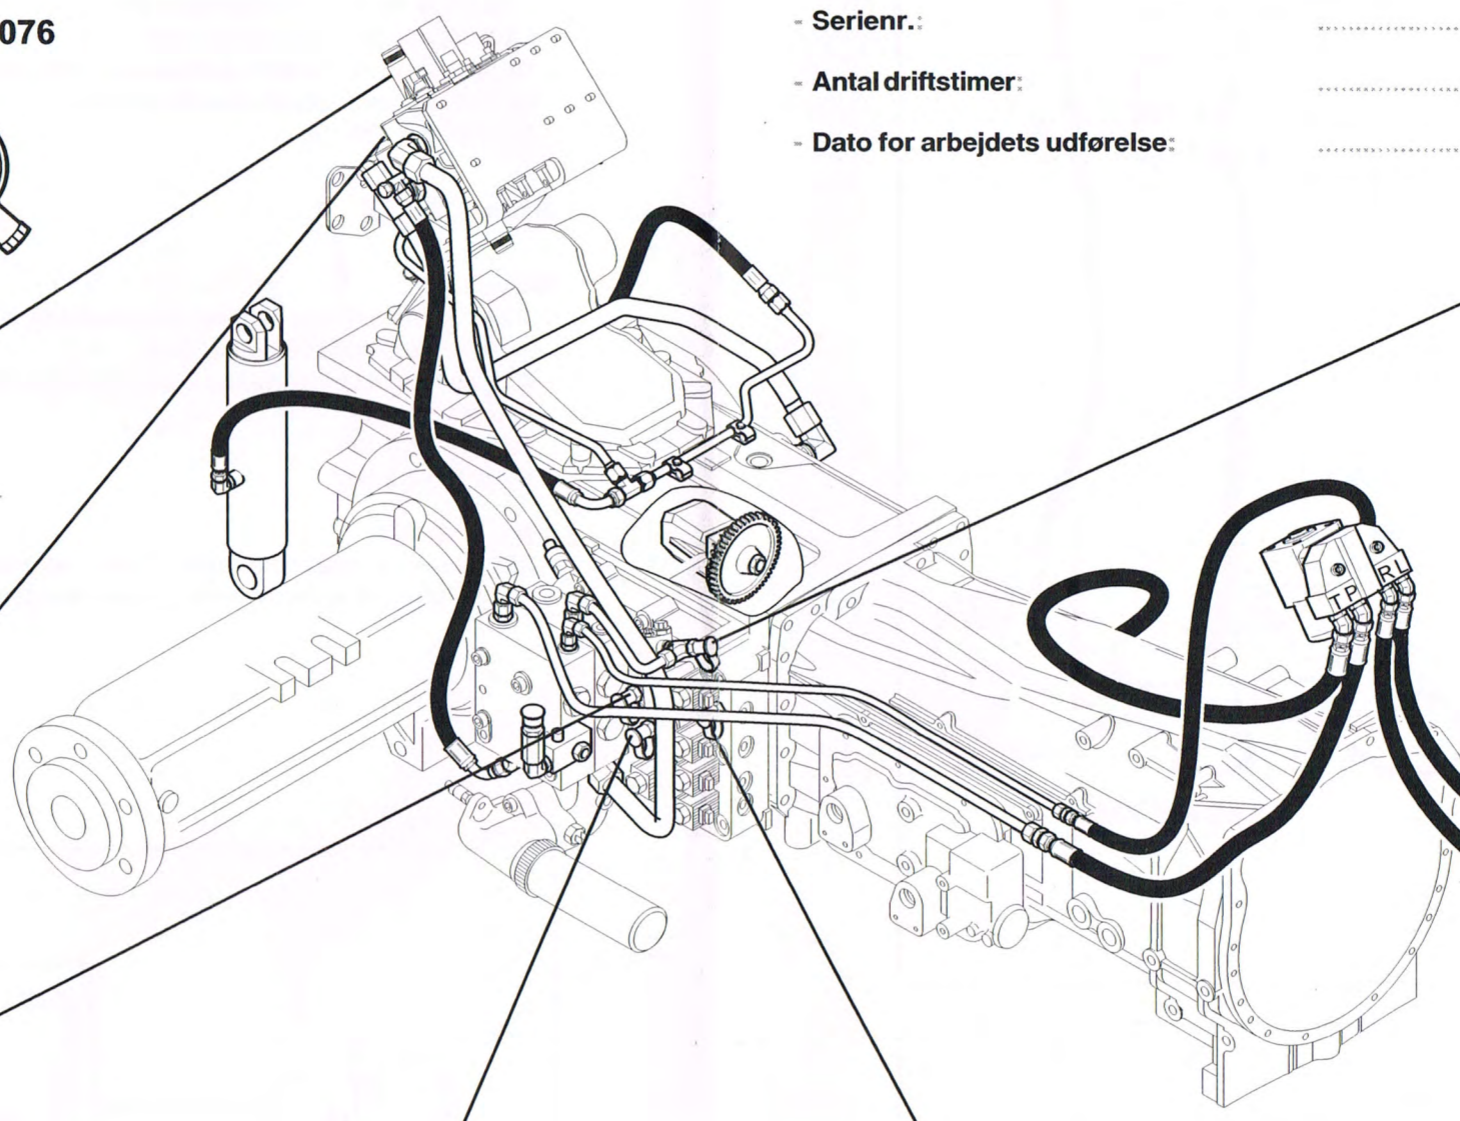 076
- Serienr.:
- Antal driftstimer:
- Dato for arbejdets udførelse:
T P R L